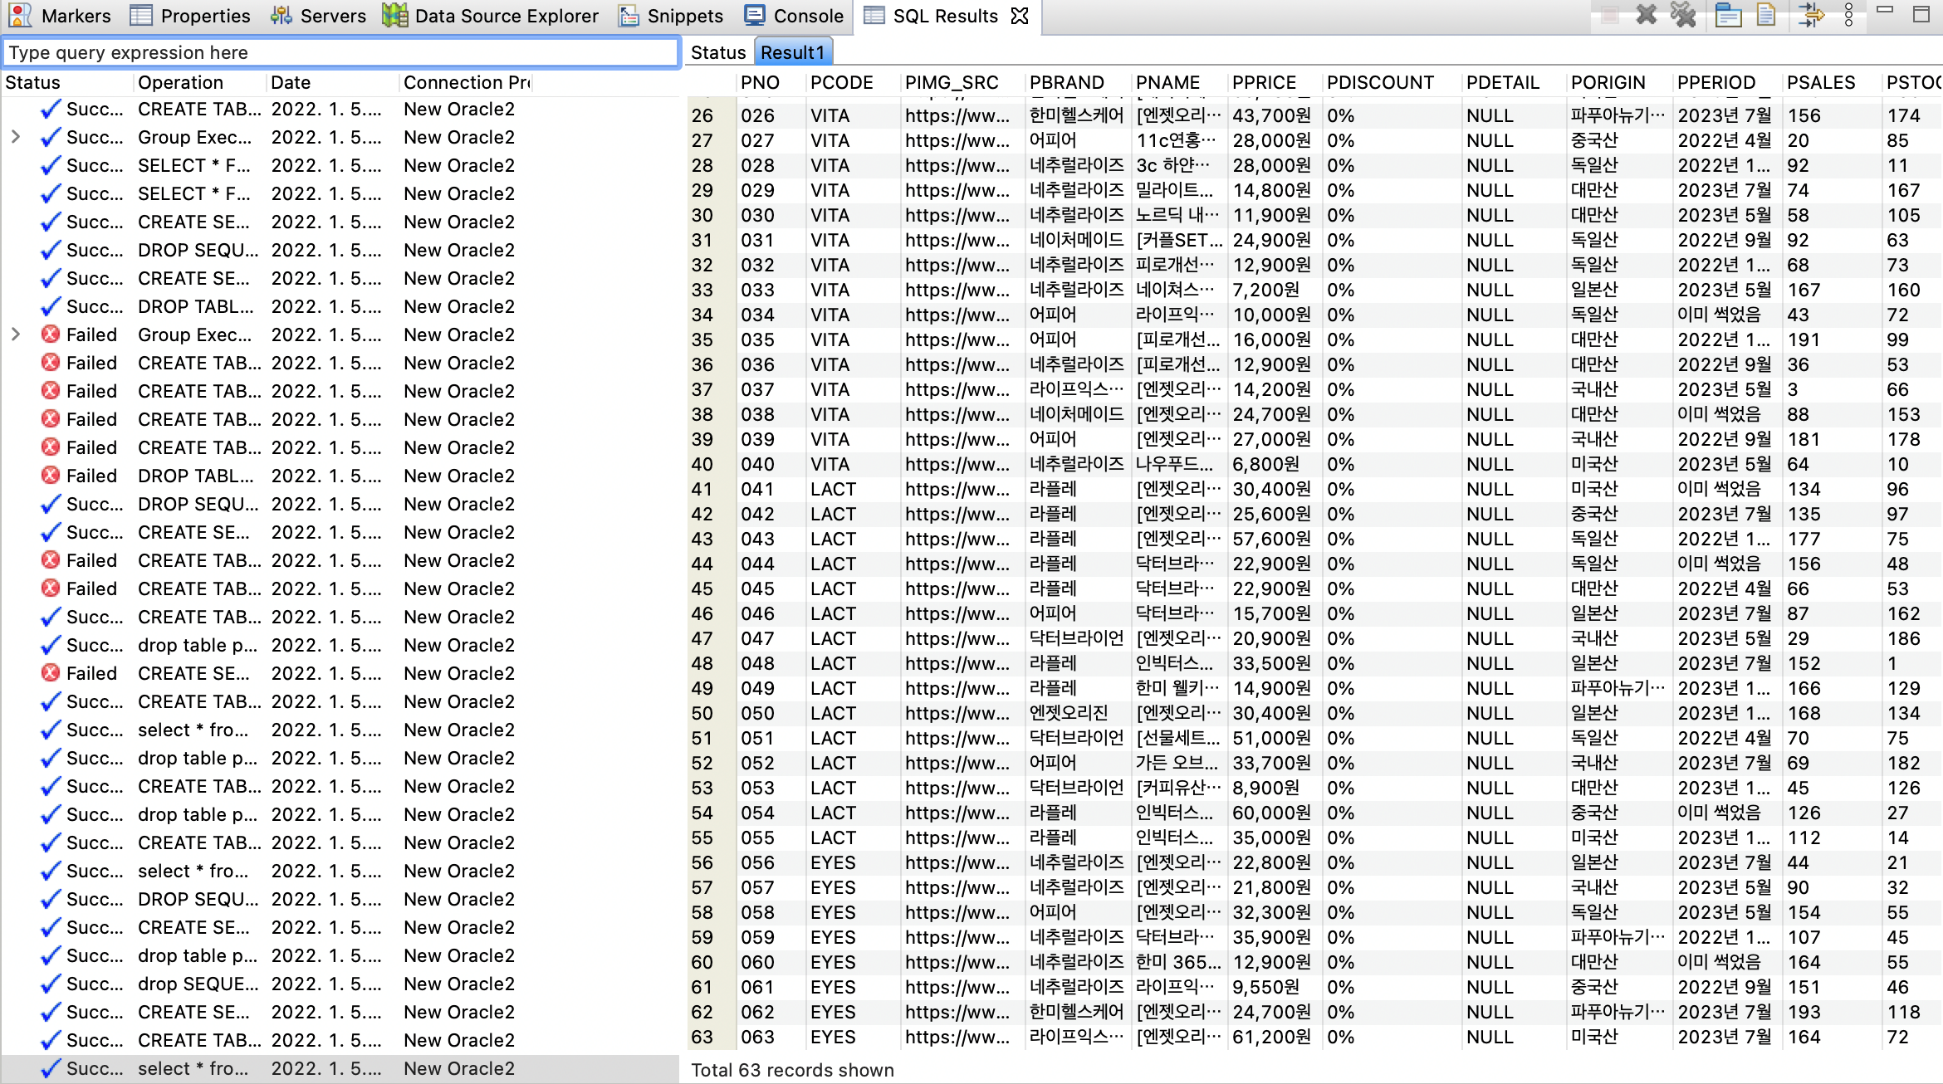 Markers Properties Servers Data Source Explorer Snippets Console SQL Results
Type query expression here
Status Operation Date Connection Pr
Succ... CREATE TAB... 2022. 1. 5.... New Oracle2
Succ... Group Exec... 2022. 1. 5.... New Oracle2
Succ... SELECT * F... 2022. 1. 5.... New Oracle2
Succ... SELECT * F... 2022. 1. 5.... New Oracle2
Succ... CREATE SE... 2022. 1. 5.... New Oracle2
Succ... DROP SEQU... 2022. 1. 5.... New Oracle2
Succ... CREATE SE... 2022. 1. 5.... New Oracle2
Succ... DROP TABL... 2022. 1. 5.... New Oracle2
Failed Group Exec... 2022. 1. 5.... New Oracle2
Failed CREATE TAB... 2022. 1. 5.... New Oracle2
Failed CREATE TAB... 2022. 1. 5.... New Oracle2
Failed CREATE TAB... 2022. 1. 5.... New Oracle2
Failed CREATE TAB... 2022. 1. 5.... New Oracle2
Failed DROP TABL... 2022. 1. 5.... New Oracle2
Succ... DROP SEQU... 2022. 1. 5.... New Oracle2
Succ... CREATE SE... 2022. 1. 5.... New Oracle2
Failed CREATE TAB... 2022. 1. 5.... New Oracle2
Failed CREATE TAB... 2022. 1. 5.... New Oracle2
Succ... CREATE TAB... 2022. 1. 5.... New Oracle2
Succ... drop table p... 2022. 1. 5.... New Oracle2
Failed CREATE SE... 2022. 1. 5.... New Oracle2
Succ... CREATE TAB... 2022. 1. 5.... New Oracle2
Succ... select * fro... 2022. 1. 5.... New Oracle2
Succ... drop table p... 2022. 1. 5.... New Oracle2
Succ... CREATE TAB... 2022. 1. 5.... New Oracle2
Succ... drop table p... 2022. 1. 5.... New Oracle2
Succ... CREATE TAB... 2022. 1. 5.... New Oracle2
Succ... select * fro... 2022. 1. 5.... New Oracle2
Succ... DROP SEQU... 2022. 1. 5.... New Oracle2
Succ... CREATE SE... 2022. 1. 5.... New Oracle2
Succ... drop table p... 2022. 1. 5.... New Oracle2
Succ... drop SEQUE... 2022. 1. 5.... New Oracle2
Succ... CREATE SE... 2022. 1. 5.... New Oracle2
Succ... CREATE TAB... 2022. 1. 5.... New Oracle2
Succ... select * fro... 2022. 1. 5.... New Oracle2
Status Result1
PNO PCODE PIMG_SRC PBRAND PNAME PPRICE PDISCOUNT PDETAIL PORIGIN PPERIOD PSALES PSTOC
26 026 VITA https://ww... 한미헬스케어 [엔젯오리... 43,700원 0% NULL 파푸아뉴기... 2023년 7월 156 174
27 027 VITA https://ww... 어피어 11c연홍... 28,000원 0% NULL 중국산 2022년 4월 20 85
28 028 VITA https://ww... 네추럴라이즈 3c 하얀... 28,000원 0% NULL 독일산 2022년 1... 92 11
29 029 VITA https://ww... 네추럴라이즈 밀라이트... 14,800원 0% NULL 대만산 2023년 7월 74 167
30 030 VITA https://ww... 네추럴라이즈 노르딕 내... 11,900원 0% NULL 대만산 2023년 5월 58 105
31 031 VITA https://ww... 네이처메이드 [커플SET... 24,900원 0% NULL 독일산 2022년 9월 92 63
32 032 VITA https://ww... 네추럴라이즈 피로개선... 12,900원 0% NULL 독일산 2022년 1... 68 73
33 033 VITA https://ww... 네추럴라이즈 네이쳐스... 7,200원 0% NULL 일본산 2023년 5월 167 160
34 034 VITA https://ww... 어피어 라이프익... 10,000원 0% NULL 독일산 이미 썩었음 43 72
35 035 VITA https://ww... 어피어 [피로개선... 16,000원 0% NULL 대만산 2022년 1... 191 99
36 036 VITA https://ww... 네추럴라이즈 [피로개선... 12,900원 0% NULL 대만산 2022년 9월 36 53
37 037 VITA https://ww... 라이프익스... [엔젯오리... 14,200원 0% NULL 국내산 2023년 5월 3 66
38 038 VITA https://ww... 네이처메이드 [엔젯오리... 24,700원 0% NULL 대만산 이미 썩었음 88 153
39 039 VITA https://ww... 어피어 [엔젯오리... 27,000원 0% NULL 국내산 2022년 9월 181 178
40 040 VITA https://ww... 네추럴라이즈 나우푸드... 6,800원 0% NULL 미국산 2023년 5월 64 10
41 041 LACT https://ww... 라플레 [엔젯오리... 30,400원 0% NULL 미국산 이미 썩었음 134 96
42 042 LACT https://ww... 라플레 [엔젯오리... 25,600원 0% NULL 중국산 2023년 7월 135 97
43 043 LACT https://ww... 라플레 [엔젯오리... 57,600원 0% NULL 독일산 2022년 1... 177 75
44 044 LACT https://ww... 라플레 닥터브라... 22,900원 0% NULL 독일산 이미 썩었음 156 48
45 045 LACT https://ww... 라플레 닥터브라... 22,900원 0% NULL 대만산 2022년 4월 66 53
46 046 LACT https://ww... 어피어 닥터브라... 15,700원 0% NULL 일본산 2023년 7월 87 162
47 047 LACT https://ww... 닥터브라이언 [엔젯오리... 20,900원 0% NULL 국내산 2023년 5월 29 186
48 048 LACT https://ww... 라플레 인빅터스... 33,500원 0% NULL 일본산 2023년 7월 152 1
49 049 LACT https://ww... 라플레 한미 웰키... 14,900원 0% NULL 파푸아뉴기... 2023년 1... 166 129
50 050 LACT https://ww... 엔젯오리진 [엔젯오리... 30,400원 0% NULL 일본산 2023년 1... 168 134
51 051 LACT https://ww... 닥터브라이언 [선물세트... 51,000원 0% NULL 독일산 2022년 4월 70 75
52 052 LACT https://ww... 어피어 가든 오브... 33,700원 0% NULL 국내산 2023년 7월 69 182
53 053 LACT https://ww... 닥터브라이언 [커피유산... 8,900원 0% NULL 대만산 2023년 1... 45 126
54 054 LACT https://ww... 라플레 인빅터스... 60,000원 0% NULL 중국산 이미 썩었음 126 27
55 055 LACT https://ww... 라플레 인빅터스... 35,000원 0% NULL 미국산 2023년 1... 112 14
56 056 EYES https://ww... 네추럴라이즈 [엔젯오리... 22,800원 0% NULL 일본산 2023년 7월 44 21
57 057 EYES https://ww... 네추럴라이즈 [엔젯오리... 21,800원 0% NULL 국내산 2023년 5월 90 32
58 058 EYES https://ww... 어피어 [엔젯오리... 32,300원 0% NULL 독일산 2023년 5월 154 55
59 059 EYES https://ww... 네추럴라이즈 닥터브라... 35,900원 0% NULL 파푸아뉴기... 2022년 1... 107 45
60 060 EYES https://ww... 네추럴라이즈 한미 365... 12,900원 0% NULL 대만산 이미 썩었음 164 55
61 061 EYES https://ww... 네추럴라이즈 라이프익... 9,550원 0% NULL 중국산 2022년 9월 151 46
62 062 EYES https://ww... 한미헬스케어 [엔젯오리... 24,700원 0% NULL 파푸아뉴기... 2023년 7월 193 118
63 063 EYES https://ww... 라이프익스... [엔젯오리... 61,200원 0% NULL 미국산 2023년 7월 164 72
Total 63 records shown